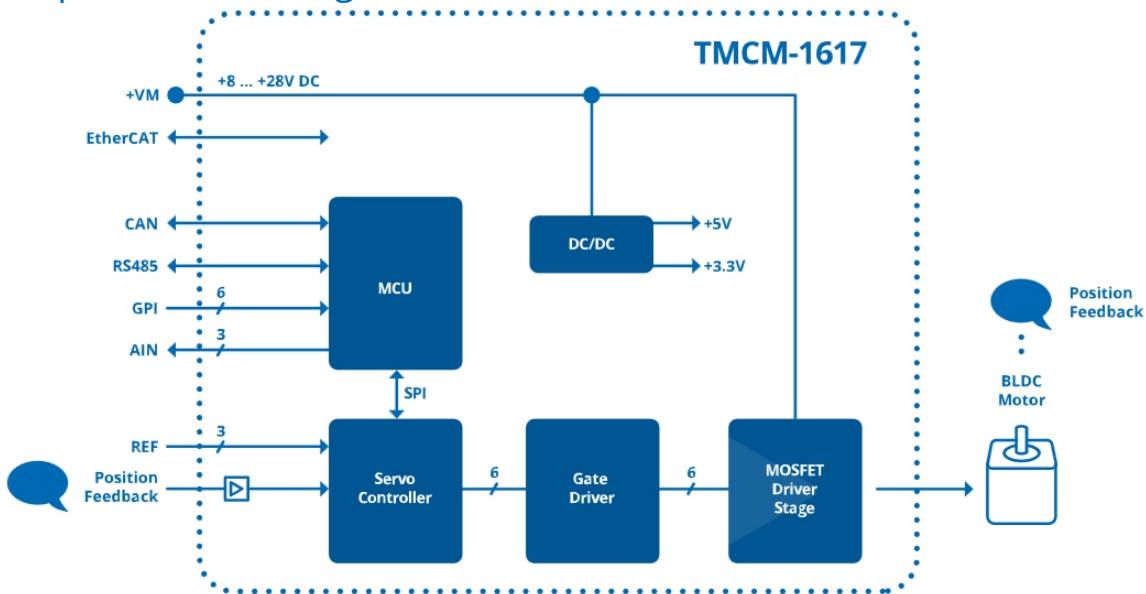 TMCM-1617
+8 ... +28V DC
+VM
EtherCAT
CAN
RS485
6
GPI
3
AIN
MCU
DC/DC
+5V
+3.3V
Position
Feedback
BLDC
Motor
SPI
3
REF
Position
Feedback
Servo
Controller
6
Gate
Driver
6
MOSFET
Driver
Stage